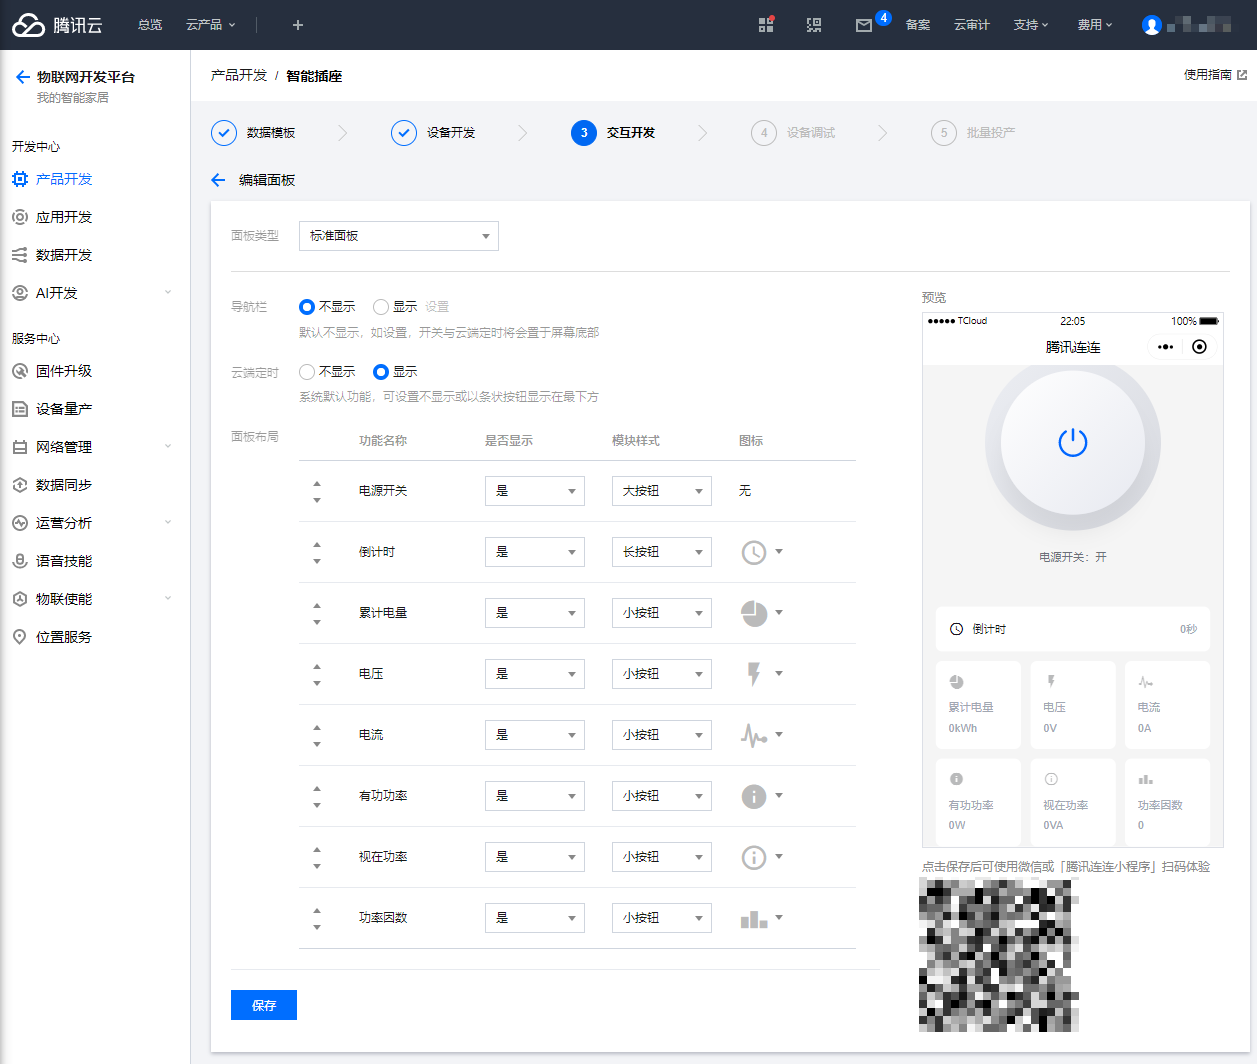 腾讯云 总览 云产品 4 备案 云审计 支持 费用
物联网开发平台
我的智能家居
开发中心
产品开发
应用开发
数据开发
AI开发
服务中心
固件升级
设备量产
网络管理
数据同步
运营分析
语音技能
物联使能
位置服务
产品开发 / 智能插座 使用指南
数据模板 设备开发 3 交互开发 4 设备调试 5 批量投产
编辑面板
面板类型 标准面板
导航栏 不显示 显示 设置
默认不显示，如设置，开关与云端定时将会置于屏幕底部
云端定时 不显示 显示
系统默认功能，可设置不显示或以条状按钮显示在最下方
面板布局 功能名称 是否显示 模块样式 图标
电源开关 是 大按钮 无
倒计时 是 长按钮
累计电量 是 小按钮
电压 是 小按钮
电流 是 小按钮
有功功率 是 小按钮
视在功率 是 小按钮
功率因数 是 小按钮
保存
预览
TCloud 22:05 100%
腾讯连连
电源开关：开
倒计时 0秒
累计电量 电压 电流
0kWh 0V 0A
有功功率 视在功率 功率因数
0W 0VA 0
点击保存后可使用微信或「腾讯连连小程序」扫码体验